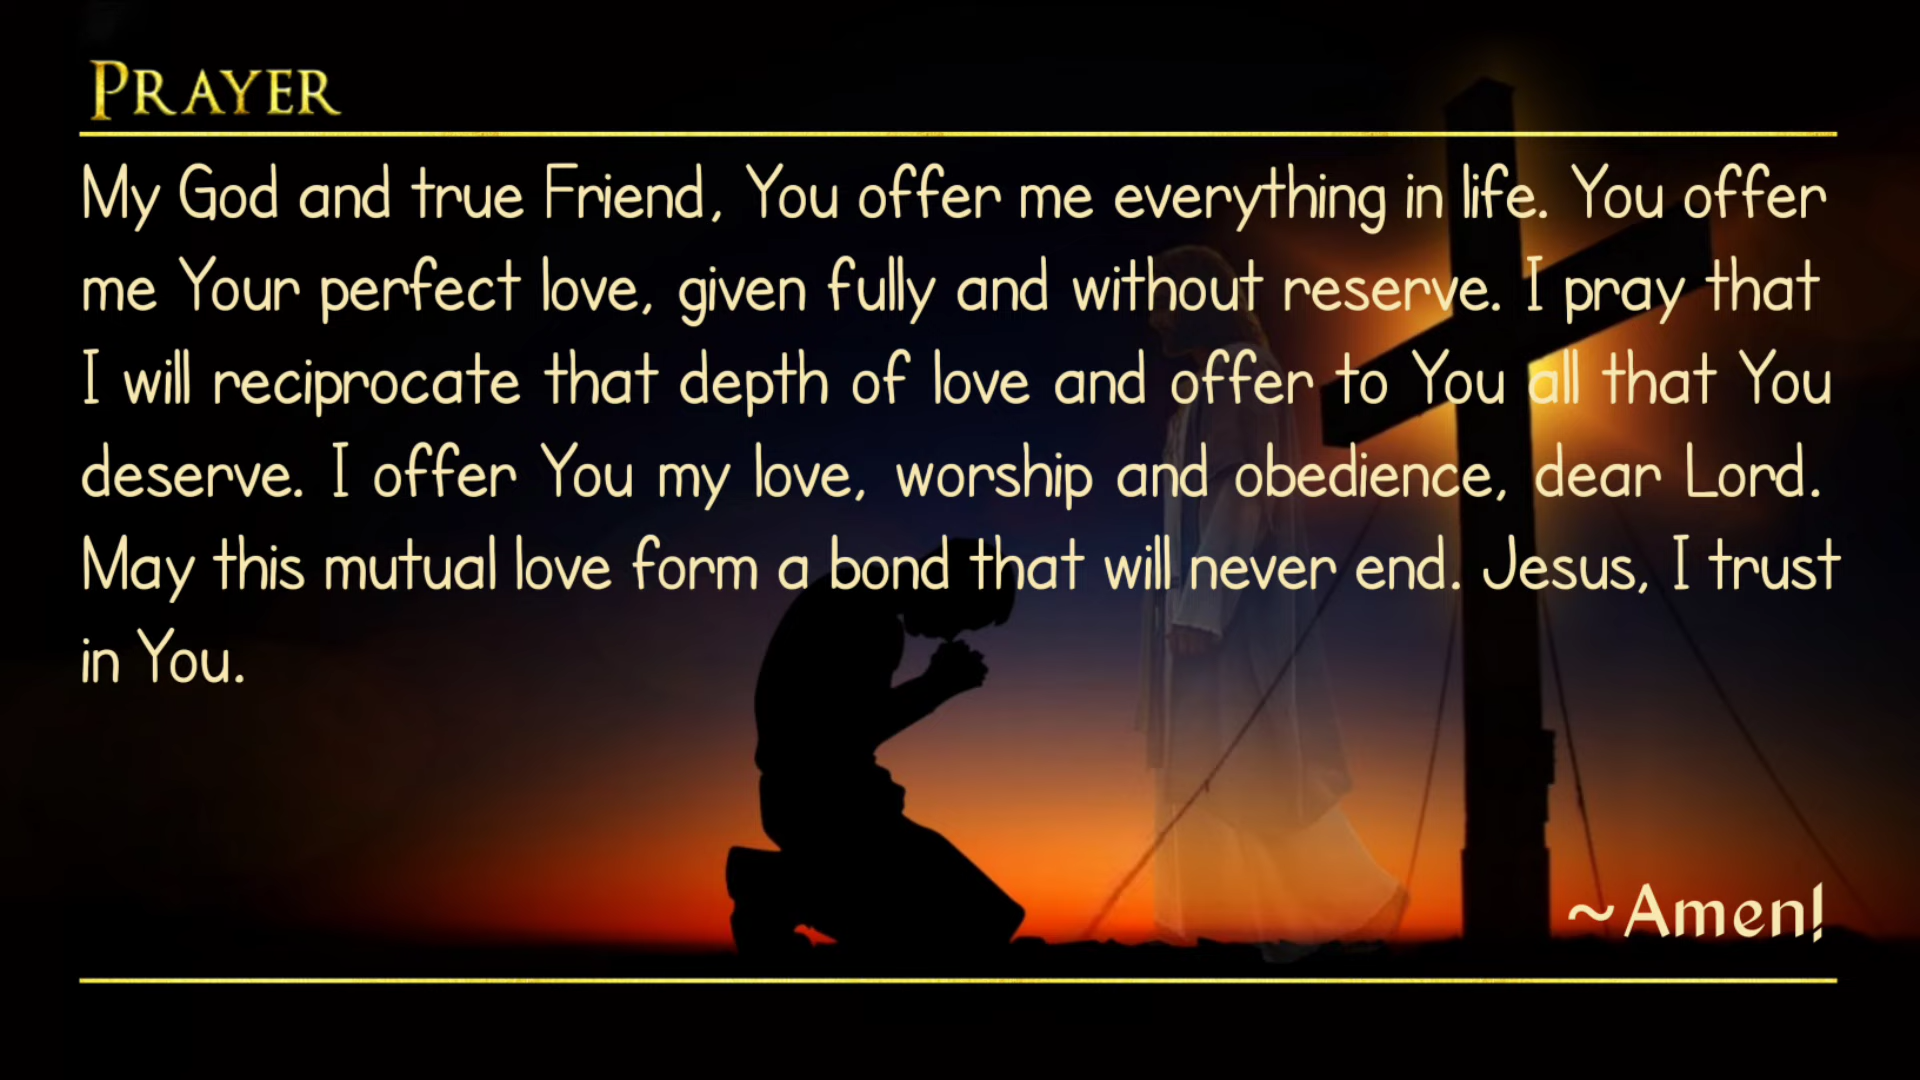 PRAYER
My God and true Friend, You offer me everything in life. You offer
me Your perfect love, given fully and without reserve. I pray that
I will reciprocate that depth of love and offer to You all that You
deserve. I offer You my love, worship and obedience, dear Lord.
May this mutual love form a bond that will never end. Jesus, I trust
in You.
~Amen!